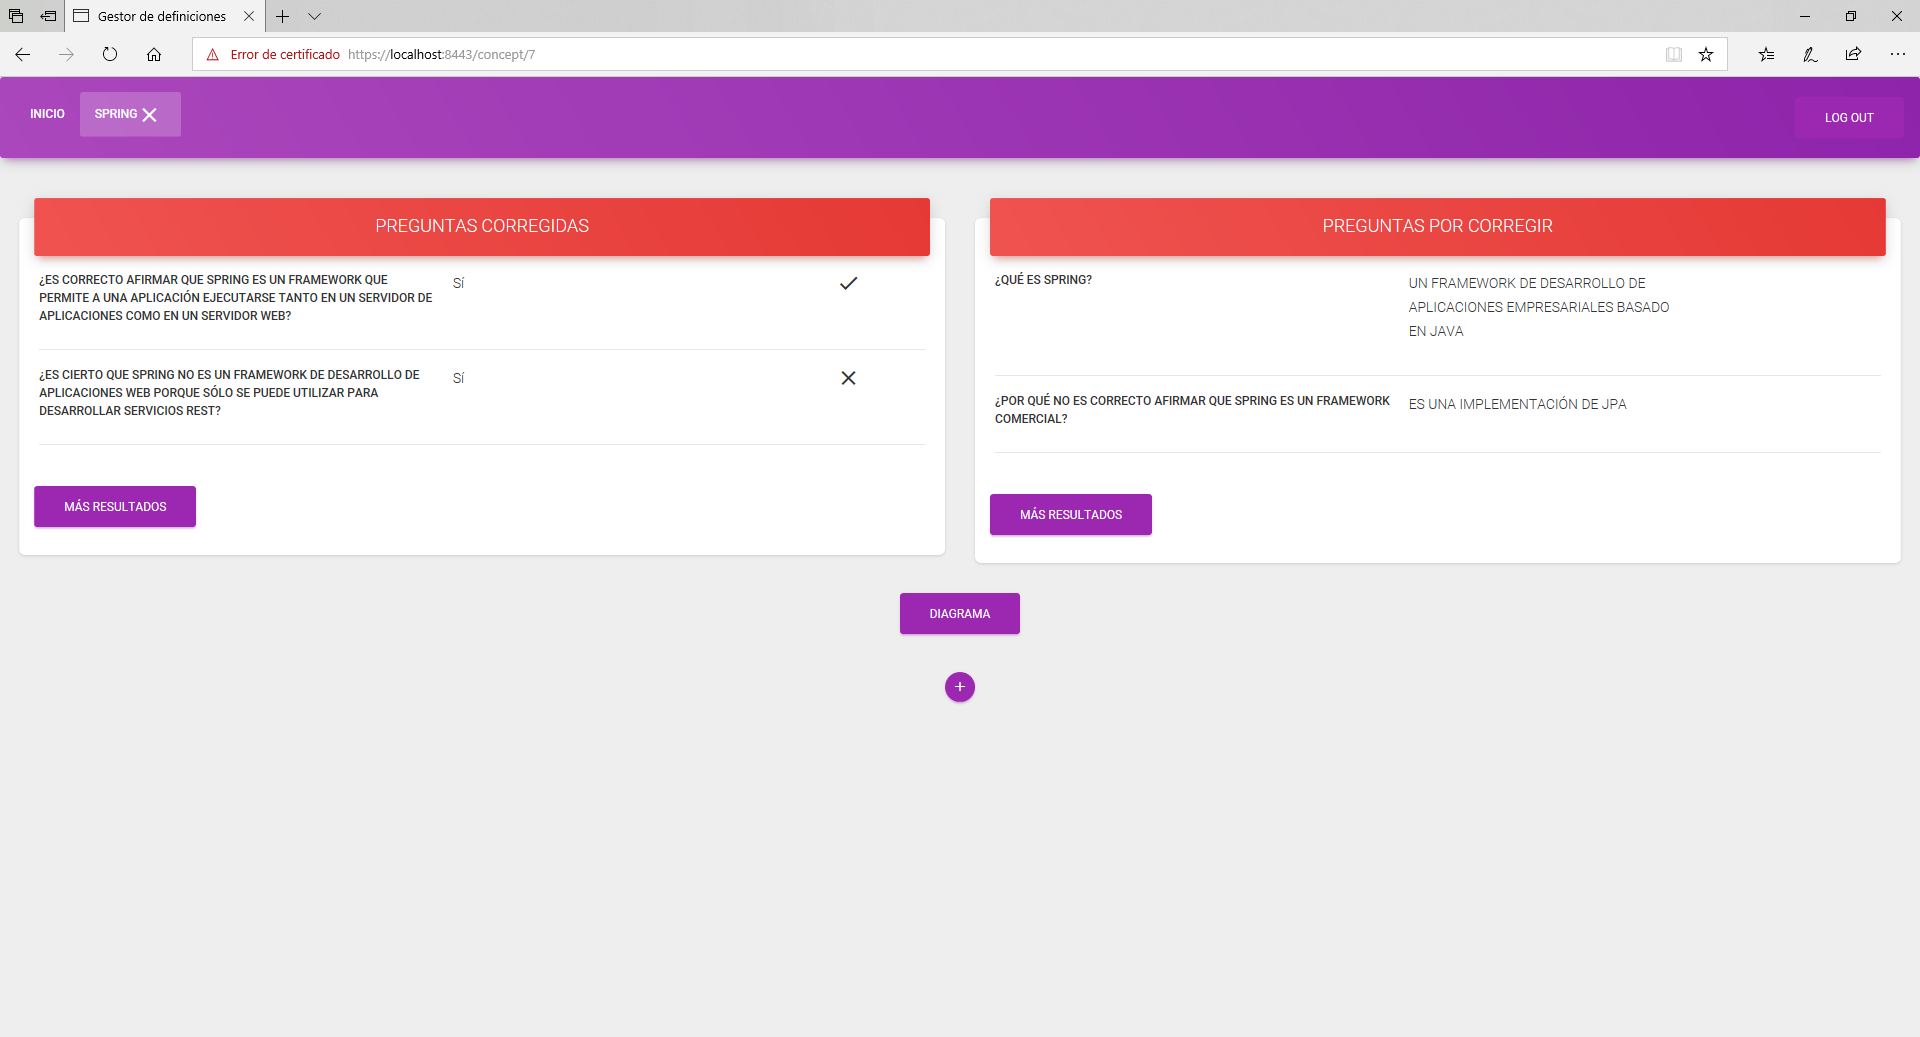 Gestor de definiciones
Error de certificado https://localhost:8443/concept/7
INICIO
SPRING
LOG OUT
PREGUNTAS CORREGIDAS
¿ES CORRECTO AFIRMAR QUE SPRING ES UN FRAMEWORK QUE
PERMITE A UNA APLICACIÓN EJECUTARSE TANTO EN UN SERVIDOR DE
APLICACIONES COMO EN UN SERVIDOR WEB?
SÍ
¿ES CIERTO QUE SPRING NO ES UN FRAMEWORK DE DESARROLLO DE
APLICACIONES WEB PORQUE SÓLO SE PUEDE UTILIZAR PARA
DESARROLLAR SERVICIOS REST?
SÍ
MÁS RESULTADOS
PREGUNTAS POR CORREGIR
¿QUÉ ES SPRING?
UN FRAMEWORK DE DESARROLLO DE
APLICACIONES EMPRESARIALES BASADO
EN JAVA
¿POR QUÉ NO ES CORRECTO AFIRMAR QUE SPRING ES UN FRAMEWORK
COMERCIAL?
ES UNA IMPLEMENTACIÓN DE JPA
MÁS RESULTADOS
DIAGRAMA
+